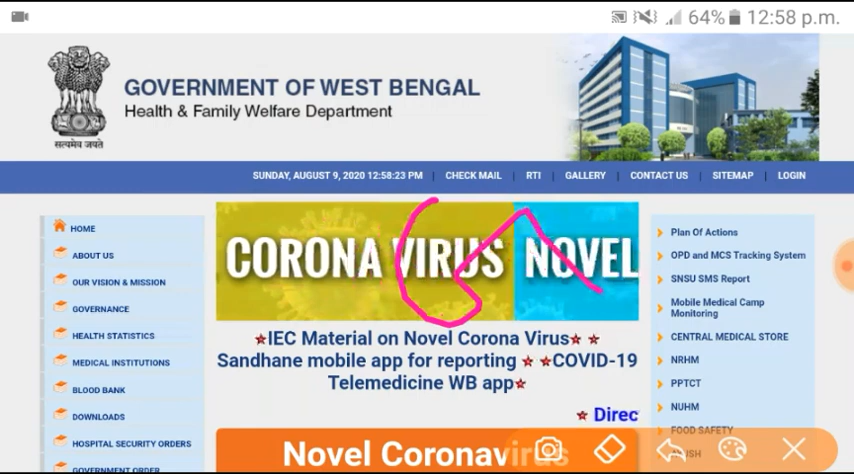 64% 12:58 p.m.
GOVERNMENT OF WEST BENGAL
Health & Family Welfare Department
सत्यमेव जयते
SUNDAY, AUGUST 9, 2020 12:58:23 PM | CHECK MAIL | RTI | GALLERY | CONTACT US | SITEMAP | LOGIN
HOME
ABOUT US
OUR VISION & MISSION
GOVERNANCE
HEALTH STATISTICS
MEDICAL INSTITUTIONS
BLOOD BANK
DOWNLOADS
HOSPITAL SECURITY ORDERS
GOVERNMENT ORDER
CORONA VIRUS NOVEL
IEC Material on Novel Corona Virus
Sandhane mobile app for reporting COVID-19
Telemedicine WB app
Direc
Novel Coronavirus
Plan Of Actions
OPD and MCS Tracking System
SNSU SMS Report
Mobile Medical Camp
Monitoring
CENTRAL MEDICAL STORE
NRHM
PPTCT
NUHM
FOOD SAFETY